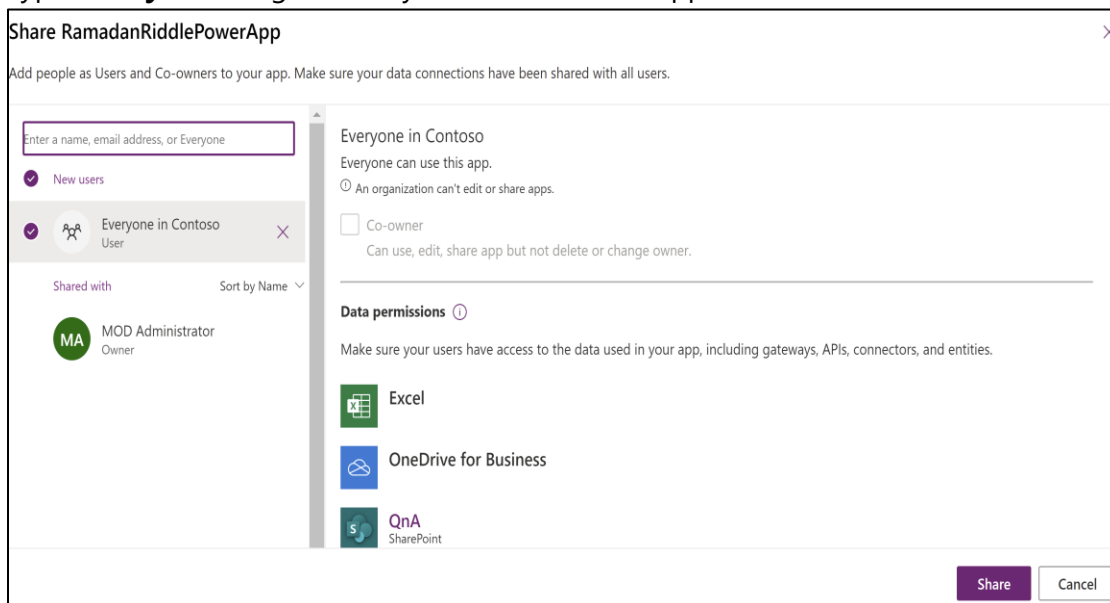 Share RamadanRiddlePowerApp
Add people as Users and Co-owners to your app. Make sure your data connections have been shared with all users.
Enter a name, email address, or Everyone
New users
Everyone in Contoso
User
Shared with
Sort by Name
MA
MOD Administrator
Owner
Everyone in Contoso
Everyone can use this app.
An organization can't edit or share apps.
Co-owner
Can use, edit, share app but not delete or change owner.
Data permissions
Make sure your users have access to the data used in your app, including gateways, APIs, connectors, and entities.
Excel
OneDrive for Business
QnA
SharePoint
Share
Cancel